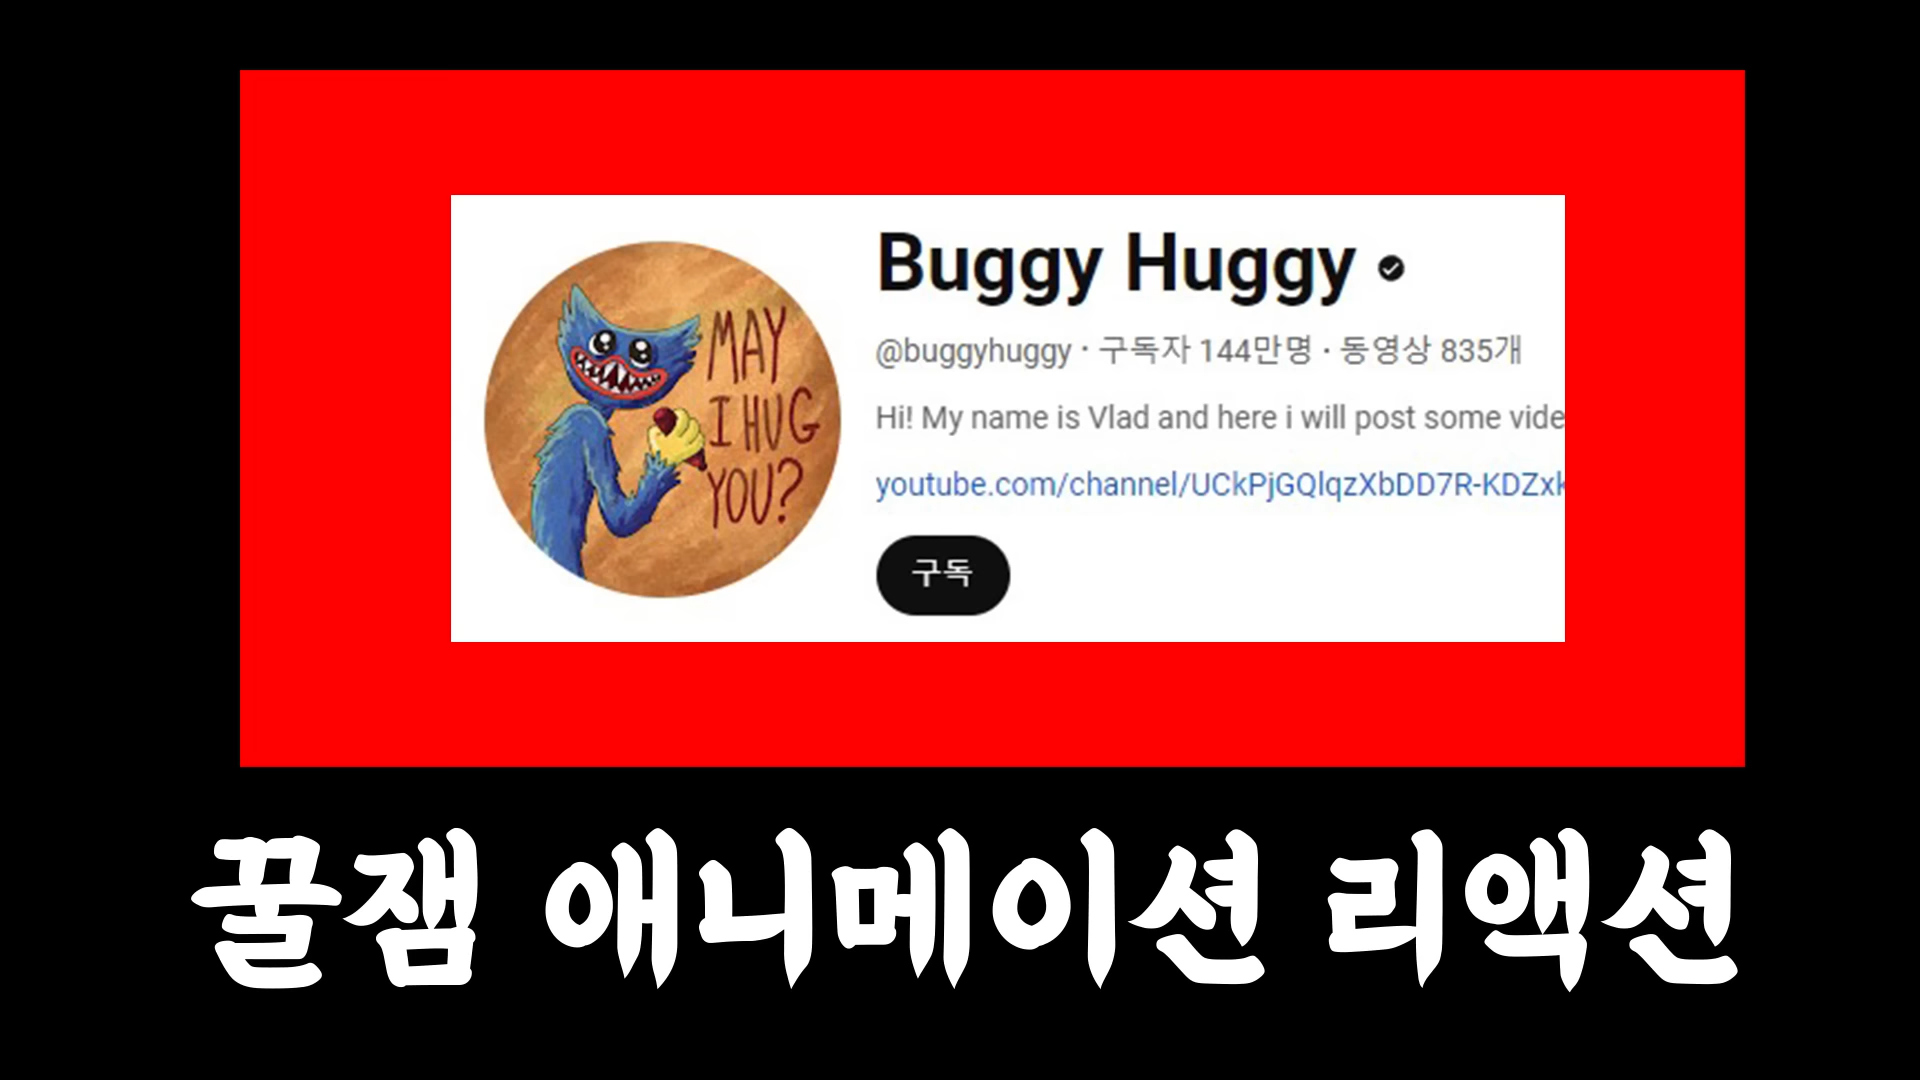 MAY
I HUG
YOU?
Buggy Huggy
@buggyhuggy · 구독자 144만명 · 동영상 835개
Hi! My name is Vlad and here i will post some vide
youtube.com/channel/UCkPjGQlqzXbDD7R-KDZxk
구독
꿀잼 애니메이션 리액션